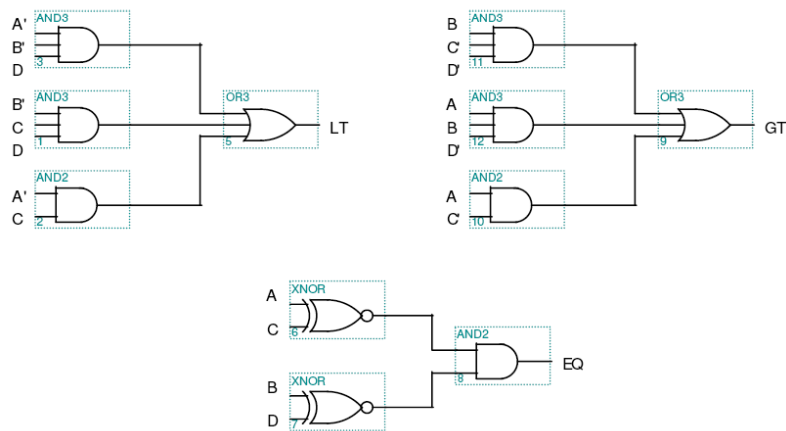 A'
AND3
B'
D
3
B'
AND3
C
D
1
A'
AND2
C
2
OR3
5
LT
B
AND3
C'
D'
11
A
AND3
B
D'
12
A
AND2
C'
10
OR3
9
GT
A
XNOR
C
6
B
XNOR
D
7
AND2
8
EQ